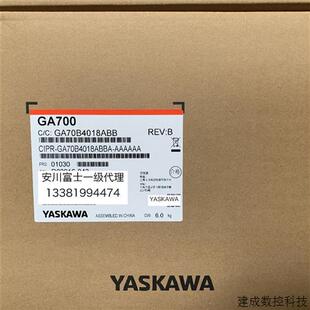 GA700
C/C: GA70B4018ABB
REV:B
CIPR-GA70B4018ABBA-AAAAAA
PRG: 01030
安川富士一级代理
13381994474
YASKAWA
ASSEMBLED IN CHINA
G/W 6.0 kg
YASKAWA
建成数控科技